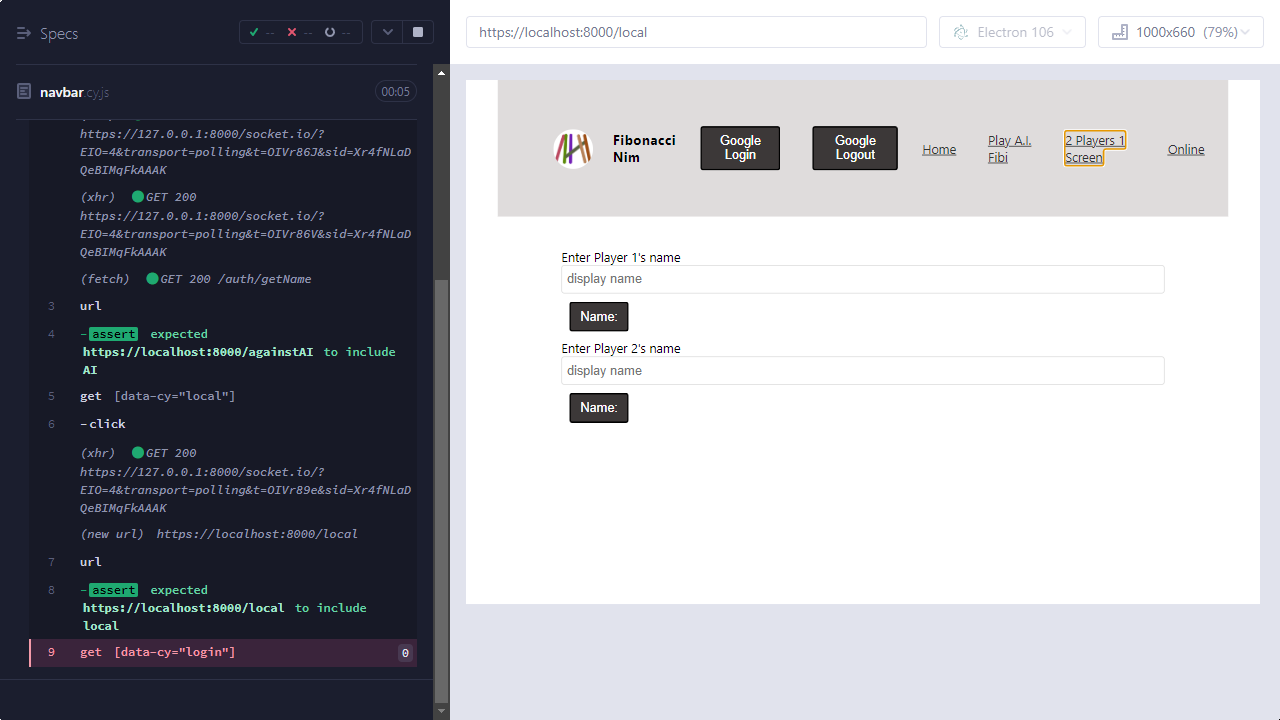 Specs
-- -- --
https://localhost:8000/local
Electron 106
1000x660 (79%)
navbar.cy.js
00:05
https://127.0.0.1:8000/socket.io/?
EIO=4&transport=polling&t=OIVr86J&sid=Xr4fNLaD
QeBIMqFkAAAK
(xhr) GET 200
https://127.0.0.1:8000/socket.io/?
EIO=4&transport=polling&t=OIVr86V&sid=Xr4fNLaD
QeBIMqFkAAAK
(fetch) GET 200 /auth/getName
3 url
4 -assert expected
https://localhost:8000/againstAI to include
AI
5 get [data-cy="local"]
6 -click
(xhr) GET 200
https://127.0.0.1:8000/socket.io/?
EIO=4&transport=polling&t=OIVr89e&sid=Xr4fNLaD
QeBIMqFkAAAK
(new url) https://localhost:8000/local
7 url
8 -assert expected
https://localhost:8000/local to include
local
9 get [data-cy="login"] 0
Fibonacci
Nim
Google
Login
Google
Logout
Home
Play A.I.
Fibi
2 Players 1
Screen
Online
Enter Player 1's name
display name
Name:
Enter Player 2's name
display name
Name: